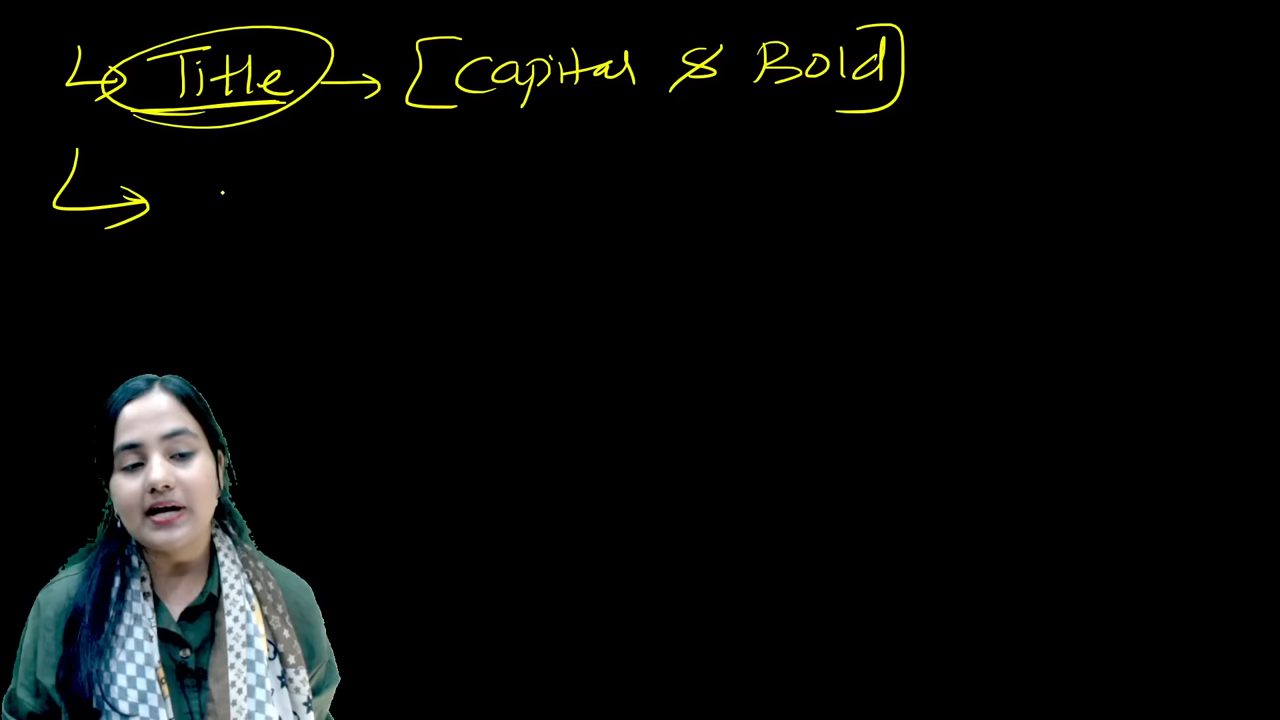 Title → [Capital & Bold]